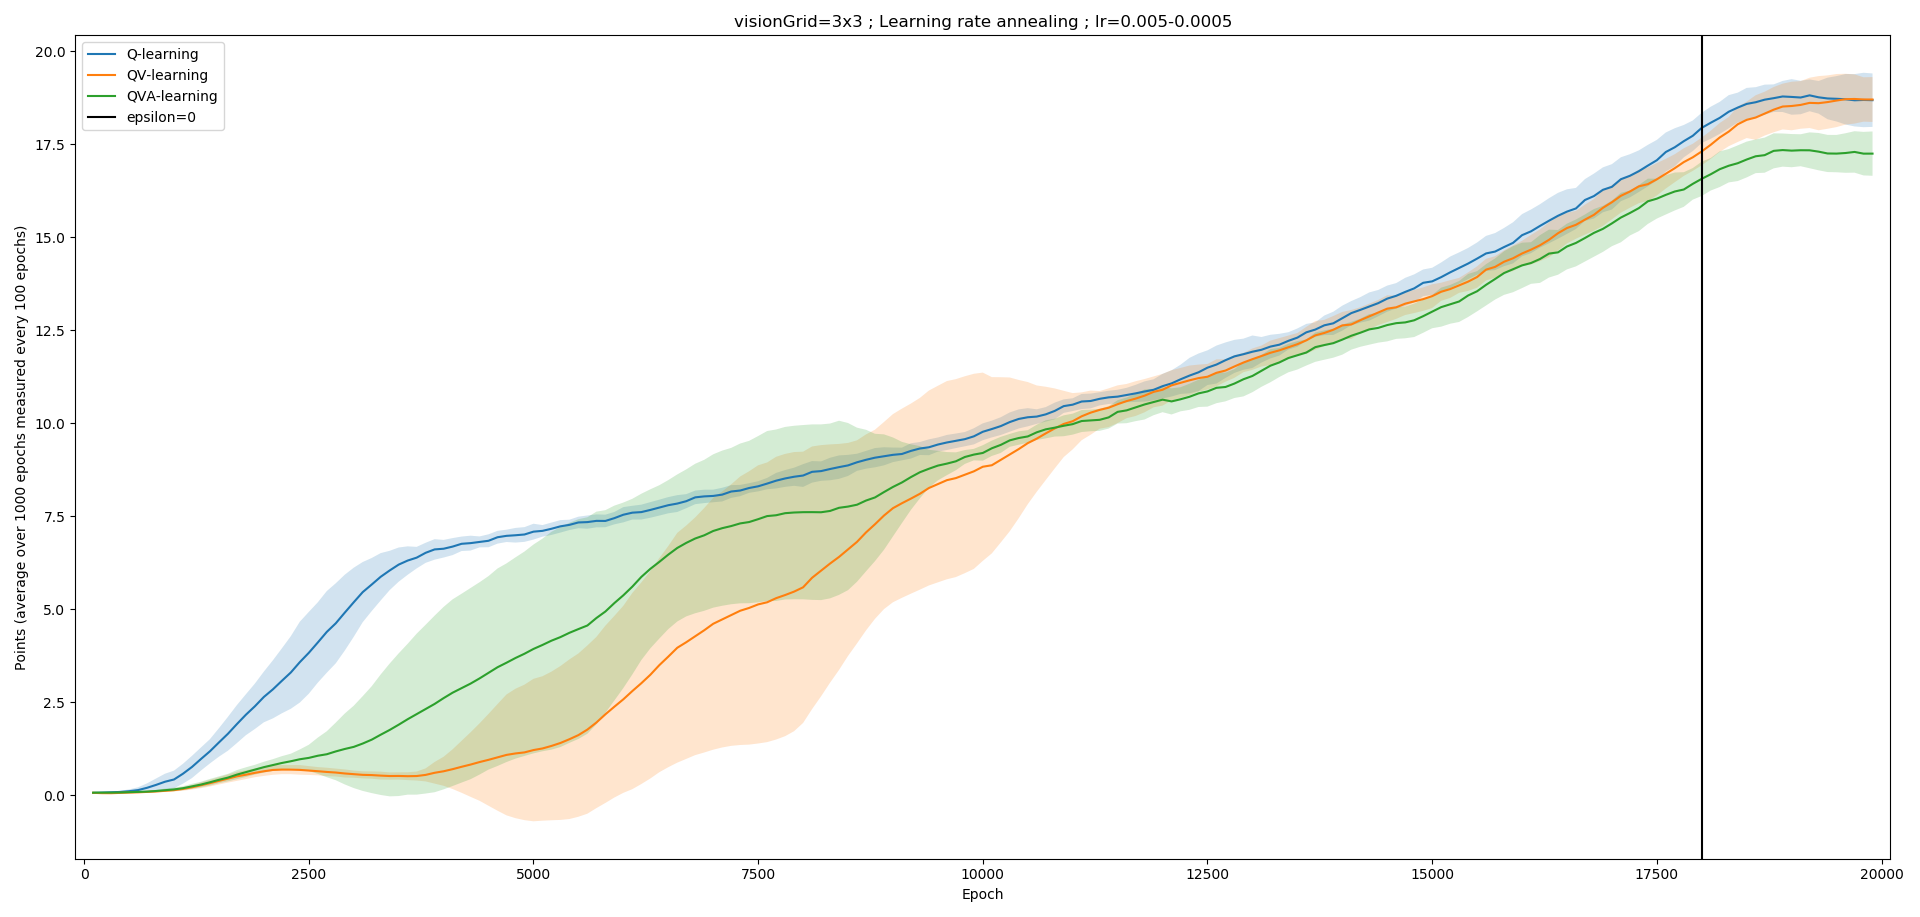 visionGrid=3x3 ; Learning rate annealing ; lr=0.005-0.0005
Q-learning
QV-learning
QVA-learning
epsilon=0
Points (average over 1000 epochs measured every 100 epochs)
20.0
17.5
15.0
12.5
10.0
7.5
5.0
2.5
0.0
0 2500 5000 7500 10000 12500 15000 17500 20000
Epoch